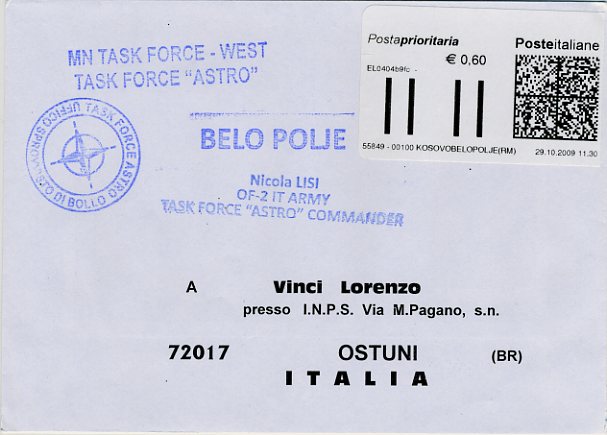 MN TASK FORCE - WEST
TASK FORCE "ASTRO"
TASK FORCE ASTRO
DI BOLLO
UFFICO
BELO POLJE
Nicola LISI
OF-2 IT ARMY
TASK FORCE "ASTRO" COMMANDER
Postaprioritaria
Posteitaliane
€ 0,60
EL0404b9fc -
55849 - 00100 KOSOVOBELOPOLJE(RM) 29.10.2009 11.30
A Vinci Lorenzo
presso I.N.P.S. Via M.Pagano, s.n.
72017 OSTUNI (BR)
ITALIA